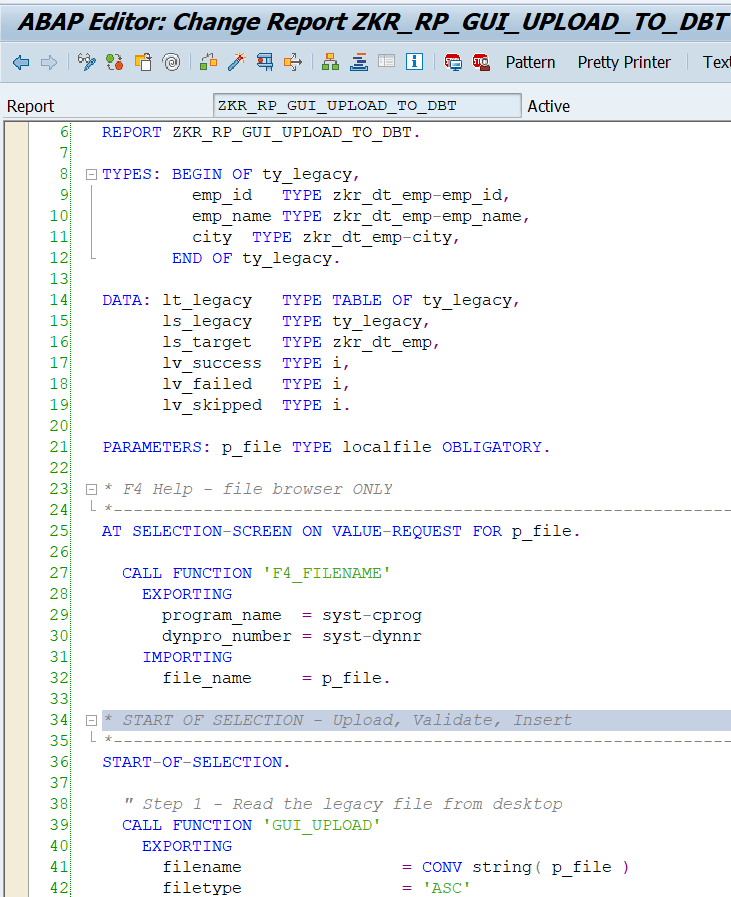 ABAP Editor: Change Report ZKR_RP_GUI_UPLOAD_TO_DBT
Pattern Pretty Printer Text
Report ZKR_RP_GUI_UPLOAD_TO_DBT Active
6 REPORT ZKR_RP_GUI_UPLOAD_TO_DBT.
7
8 TYPES: BEGIN OF ty_legacy,
9 emp_id TYPE zkr_dt_emp-emp_id,
10 emp_name TYPE zkr_dt_emp-emp_name,
11 city TYPE zkr_dt_emp-city,
12 END OF ty_legacy.
13
14 DATA: lt_legacy TYPE TABLE OF ty_legacy,
15 ls_legacy TYPE ty_legacy,
16 ls_target TYPE zkr_dt_emp,
17 lv_success TYPE i,
18 lv_failed TYPE i,
19 lv_skipped TYPE i.
20
21 PARAMETERS: p_file TYPE localfile OBLIGATORY.
22
23 * F4 Help - file browser ONLY
24 *---------------------------------------------------------------
25 AT SELECTION-SCREEN ON VALUE-REQUEST FOR p_file.
26
27 CALL FUNCTION 'F4_FILENAME'
28 EXPORTING
29 program_name = syst-cprog
30 dynpro_number = syst-dynnr
31 IMPORTING
32 file_name = p_file.
33
34 * START OF SELECTION - Upload, Validate, Insert
35 *---------------------------------------------------------------
36 START-OF-SELECTION.
37
38 " Step 1 - Read the legacy file from desktop
39 CALL FUNCTION 'GUI_UPLOAD'
40 EXPORTING
41 filename = CONV string( p_file )
42 filetype = 'ASC'